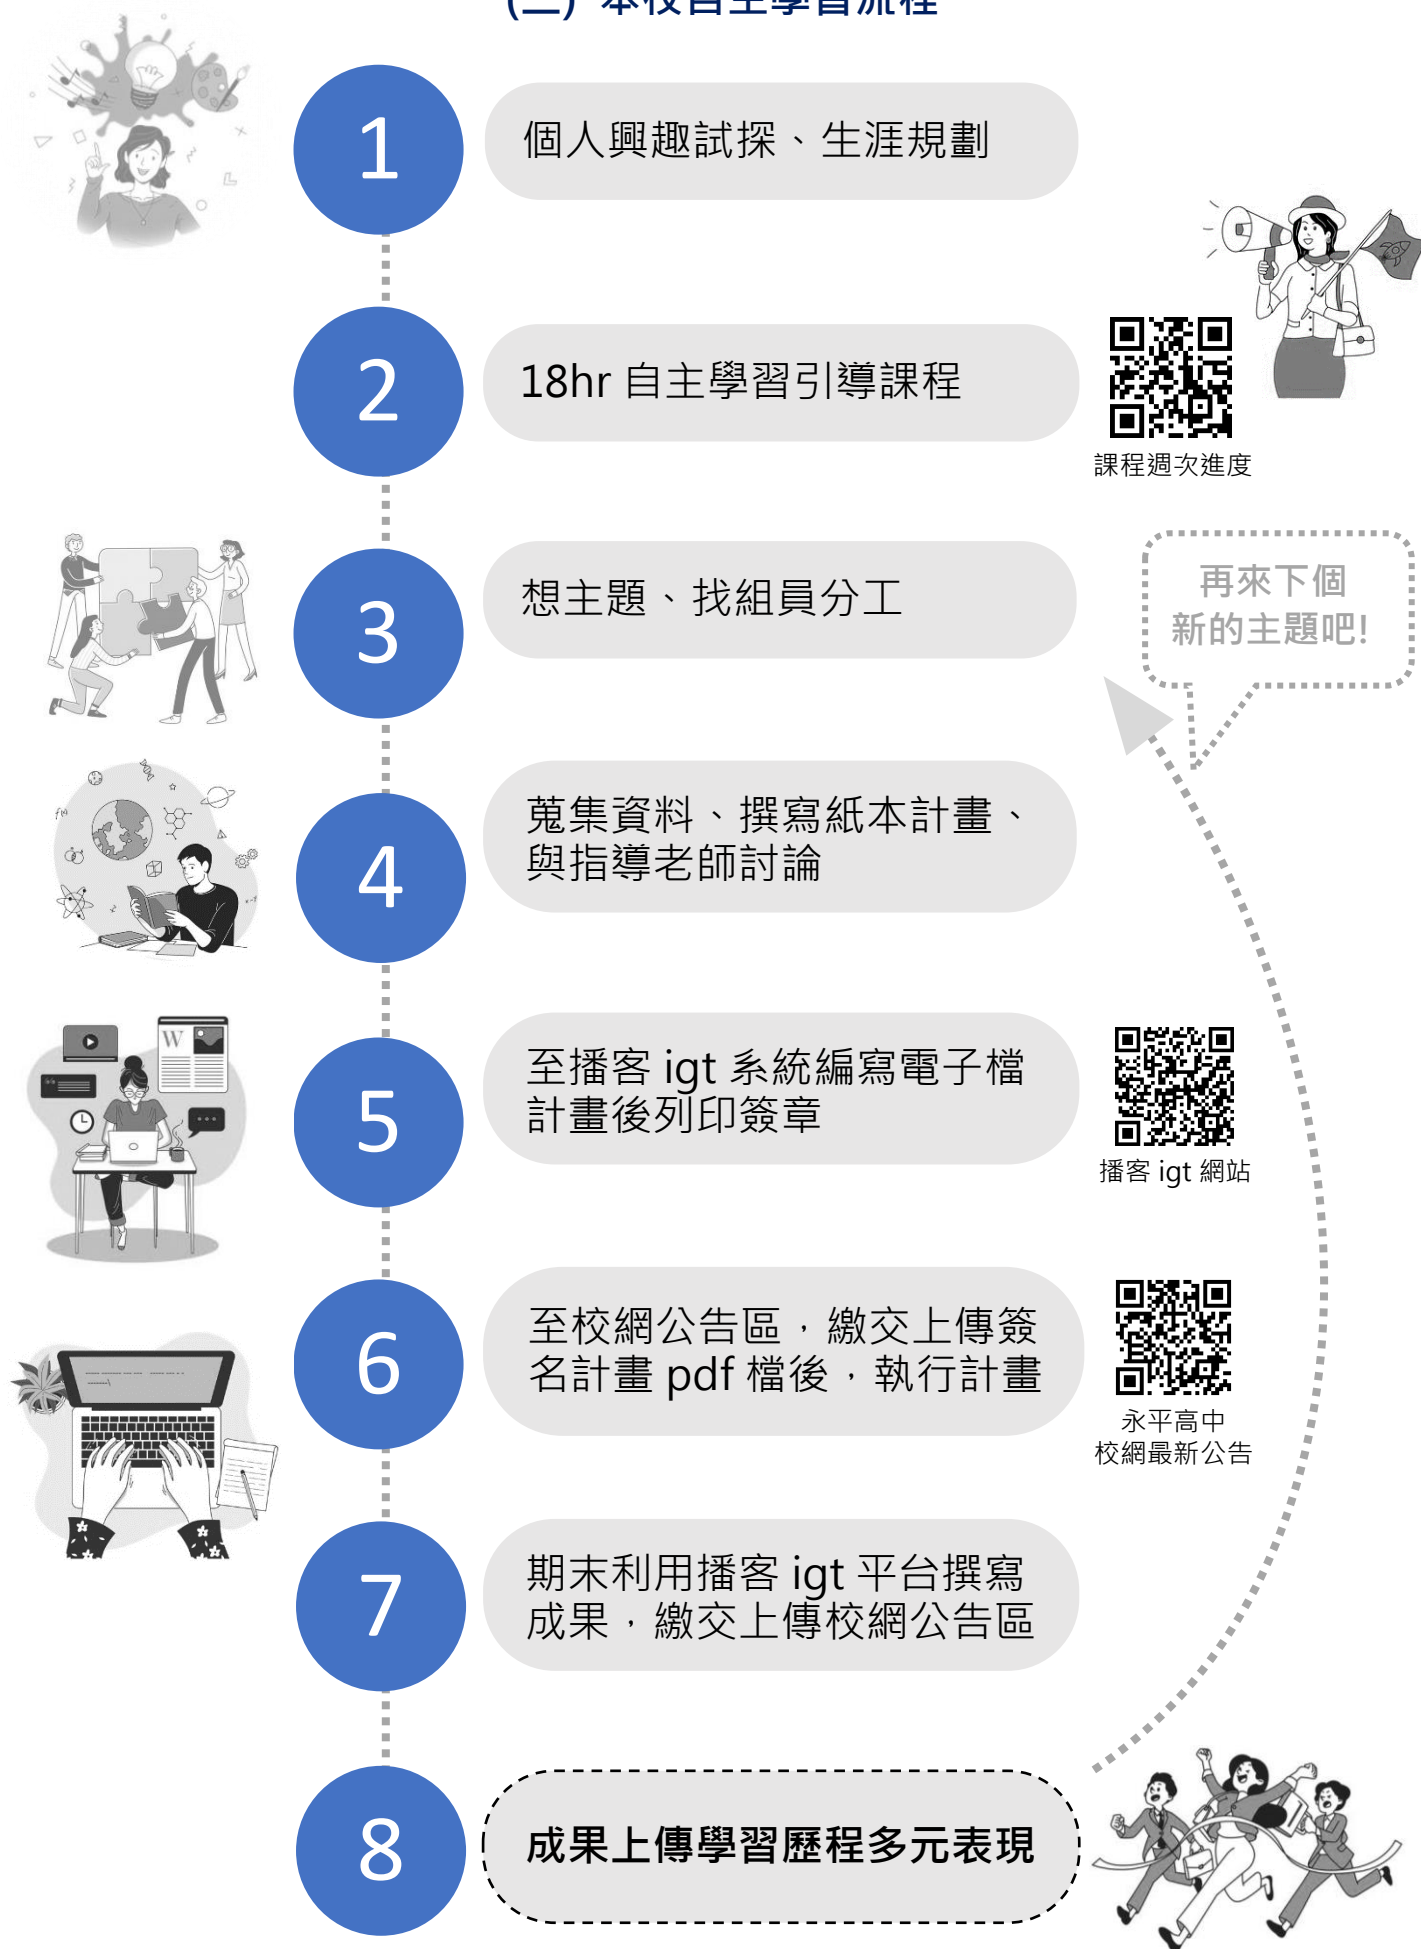 本校自主學習流程
1
個人興趣試探、生涯規劃
2
18hr 自主學習引導課程
課程週次進度
3
想主題、找組員分工
再來下個
新的主題吧!
4
蒐集資料、撰寫紙本計畫、
與指導老師討論
5
至播客 igt 系統編寫電子檔
計畫後列印簽章
播客 igt 網站
W
6
至校網公告區，繳交上傳簽
名計畫 pdf 檔後，執行計畫
永平高中
校網最新公告
7
期末利用播客 igt 平台撰寫
成果，繳交上傳校網公告區
8
成果上傳學習歷程多元表現